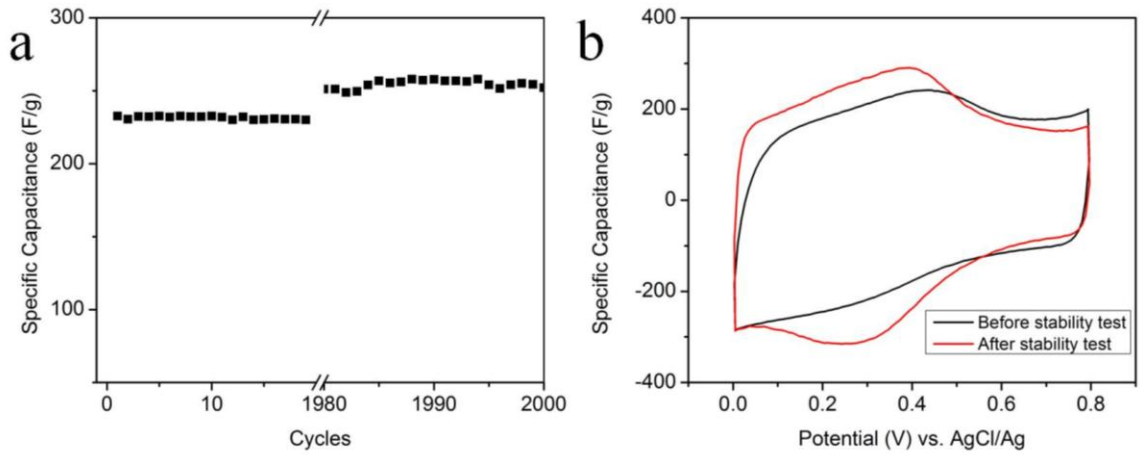 a
300
200
100
Specific Capacitance (F/g)
0
10
1980
1990
2000
Cycles
b
400
200
0
-200
-400
Specific Capacitance (F/g)
Before stability test
After stability test
0.0
0.2
0.4
0.6
0.8
Potential (V) vs. AgCl/Ag